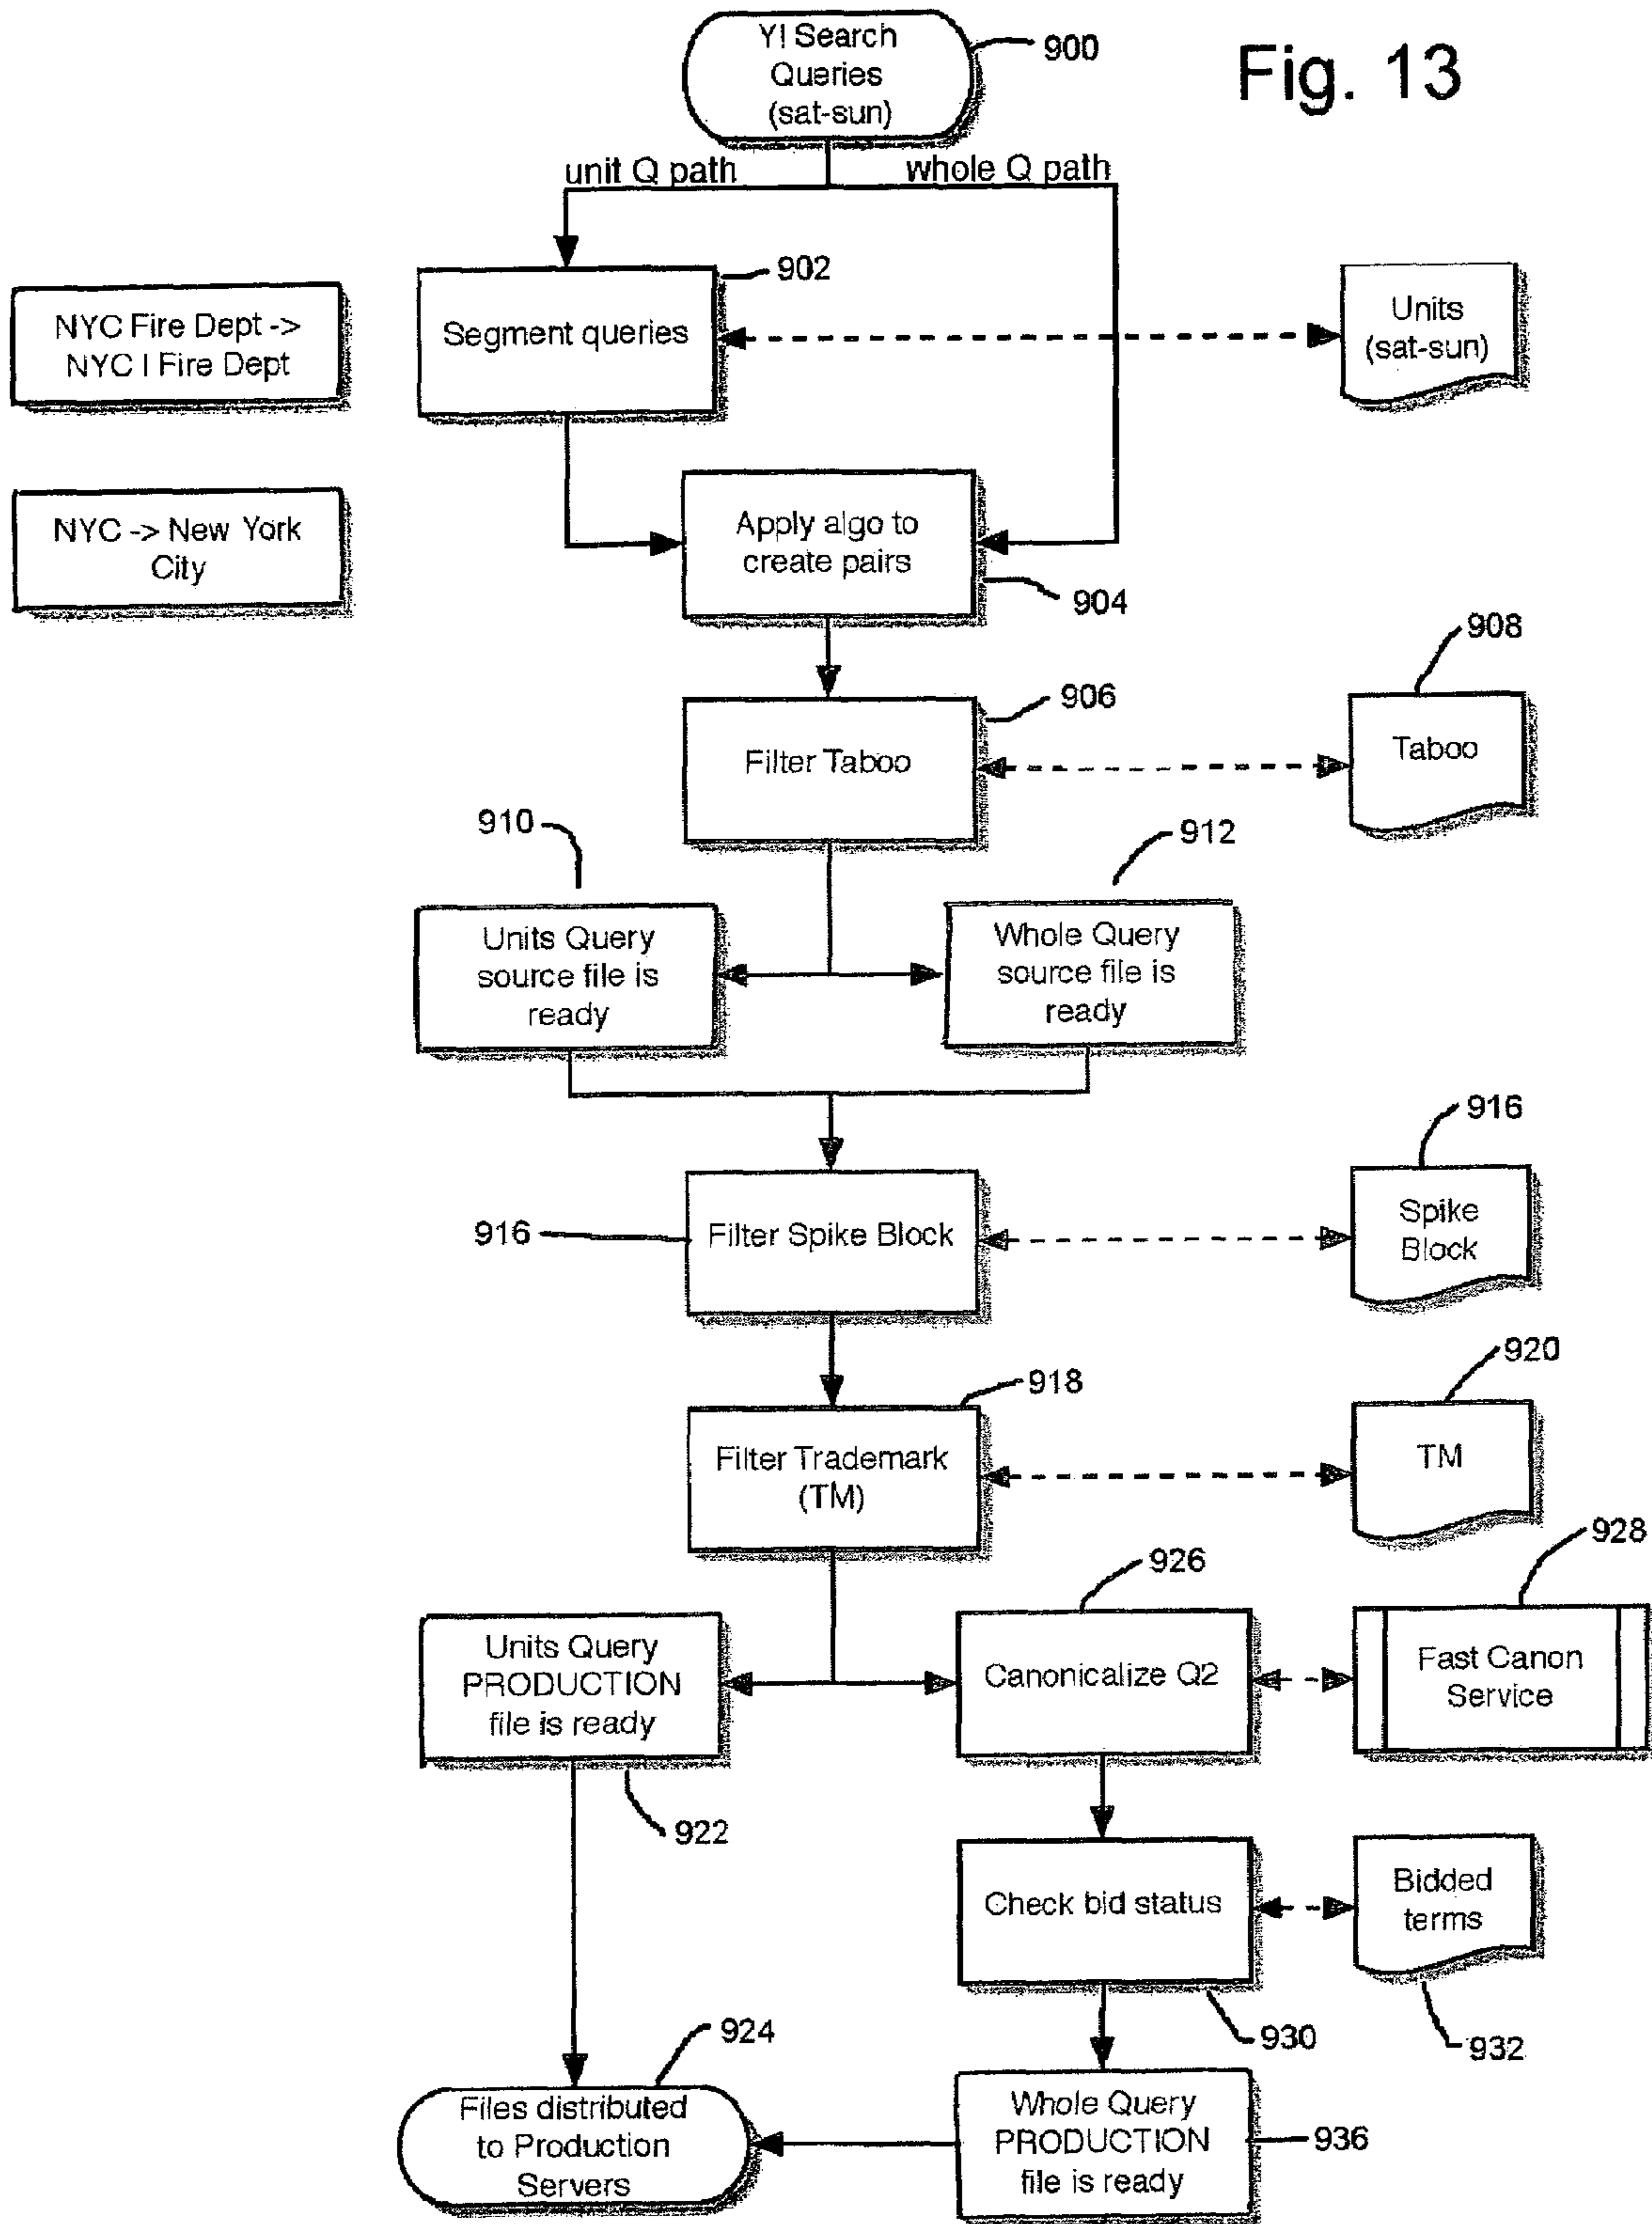 Y! Search
Queries
(sat-sun)
900
Fig. 13
unit Q path
whole Q path
902
NYC Fire Dept ->
NYC I Fire Dept
Segment queries
Units
(sat-sun)
NYC -> New York
City
Apply algo to
create pairs
904
908
906
Filter Taboo
Taboo
910
912
Units Query
source file is
ready
Whole Query
source file is
ready
916
916
Filter Spike Block
Spike
Block
918
920
Filter Trademark
(TM)
TM
926
928
Units Query
PRODUCTION
file is ready
Canonicalize Q2
Fast Canon
Service
922
Check bid status
Bidded
terms
930
932
924
Files distributed
to Production
Servers
Whole Query
PRODUCTION
file is ready
936